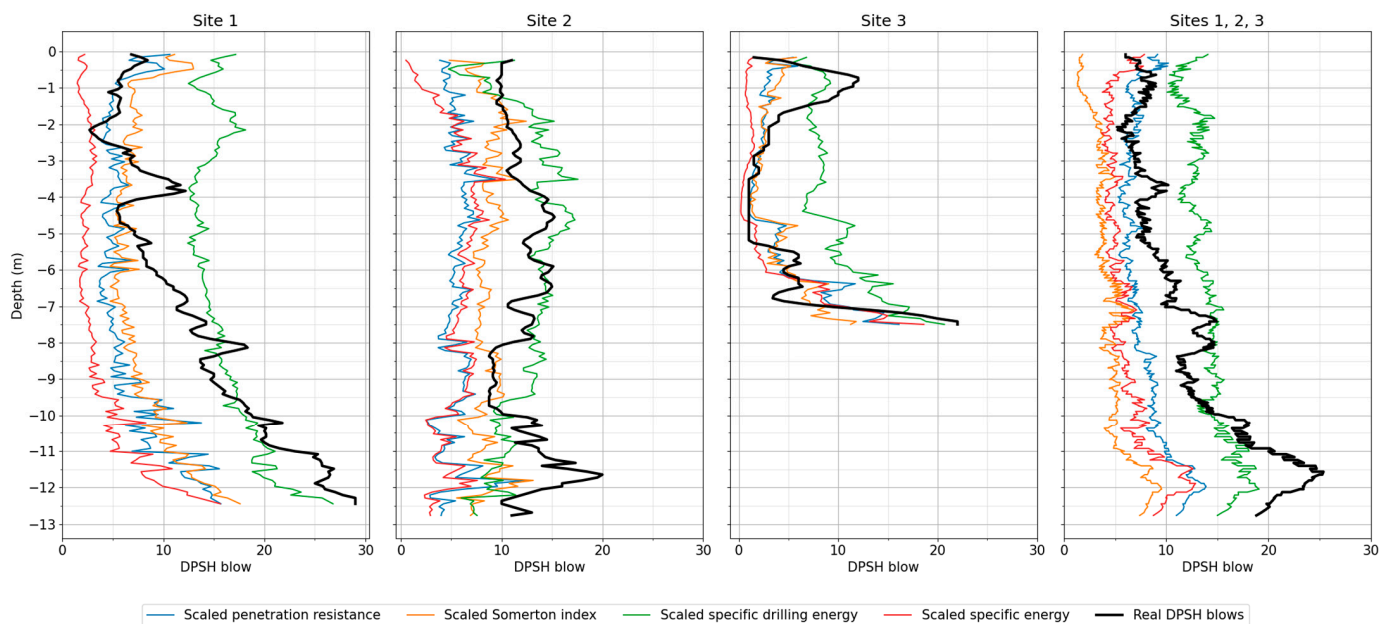 Site 1 Site 2 Site 3 Sites 1, 2, 3
Depth (m)
0
−1
−2
−3
−4
−5
−6
−7
−8
−9
−10
−11
−12
−13
0 10 20 30 0 10 20 30 0 10 20 30 0 10 20 30
DPSH blow DPSH blow DPSH blow DPSH blow
Scaled penetration resistance Scaled Somerton index Scaled specific drilling energy Scaled specific energy Real DPSH blows